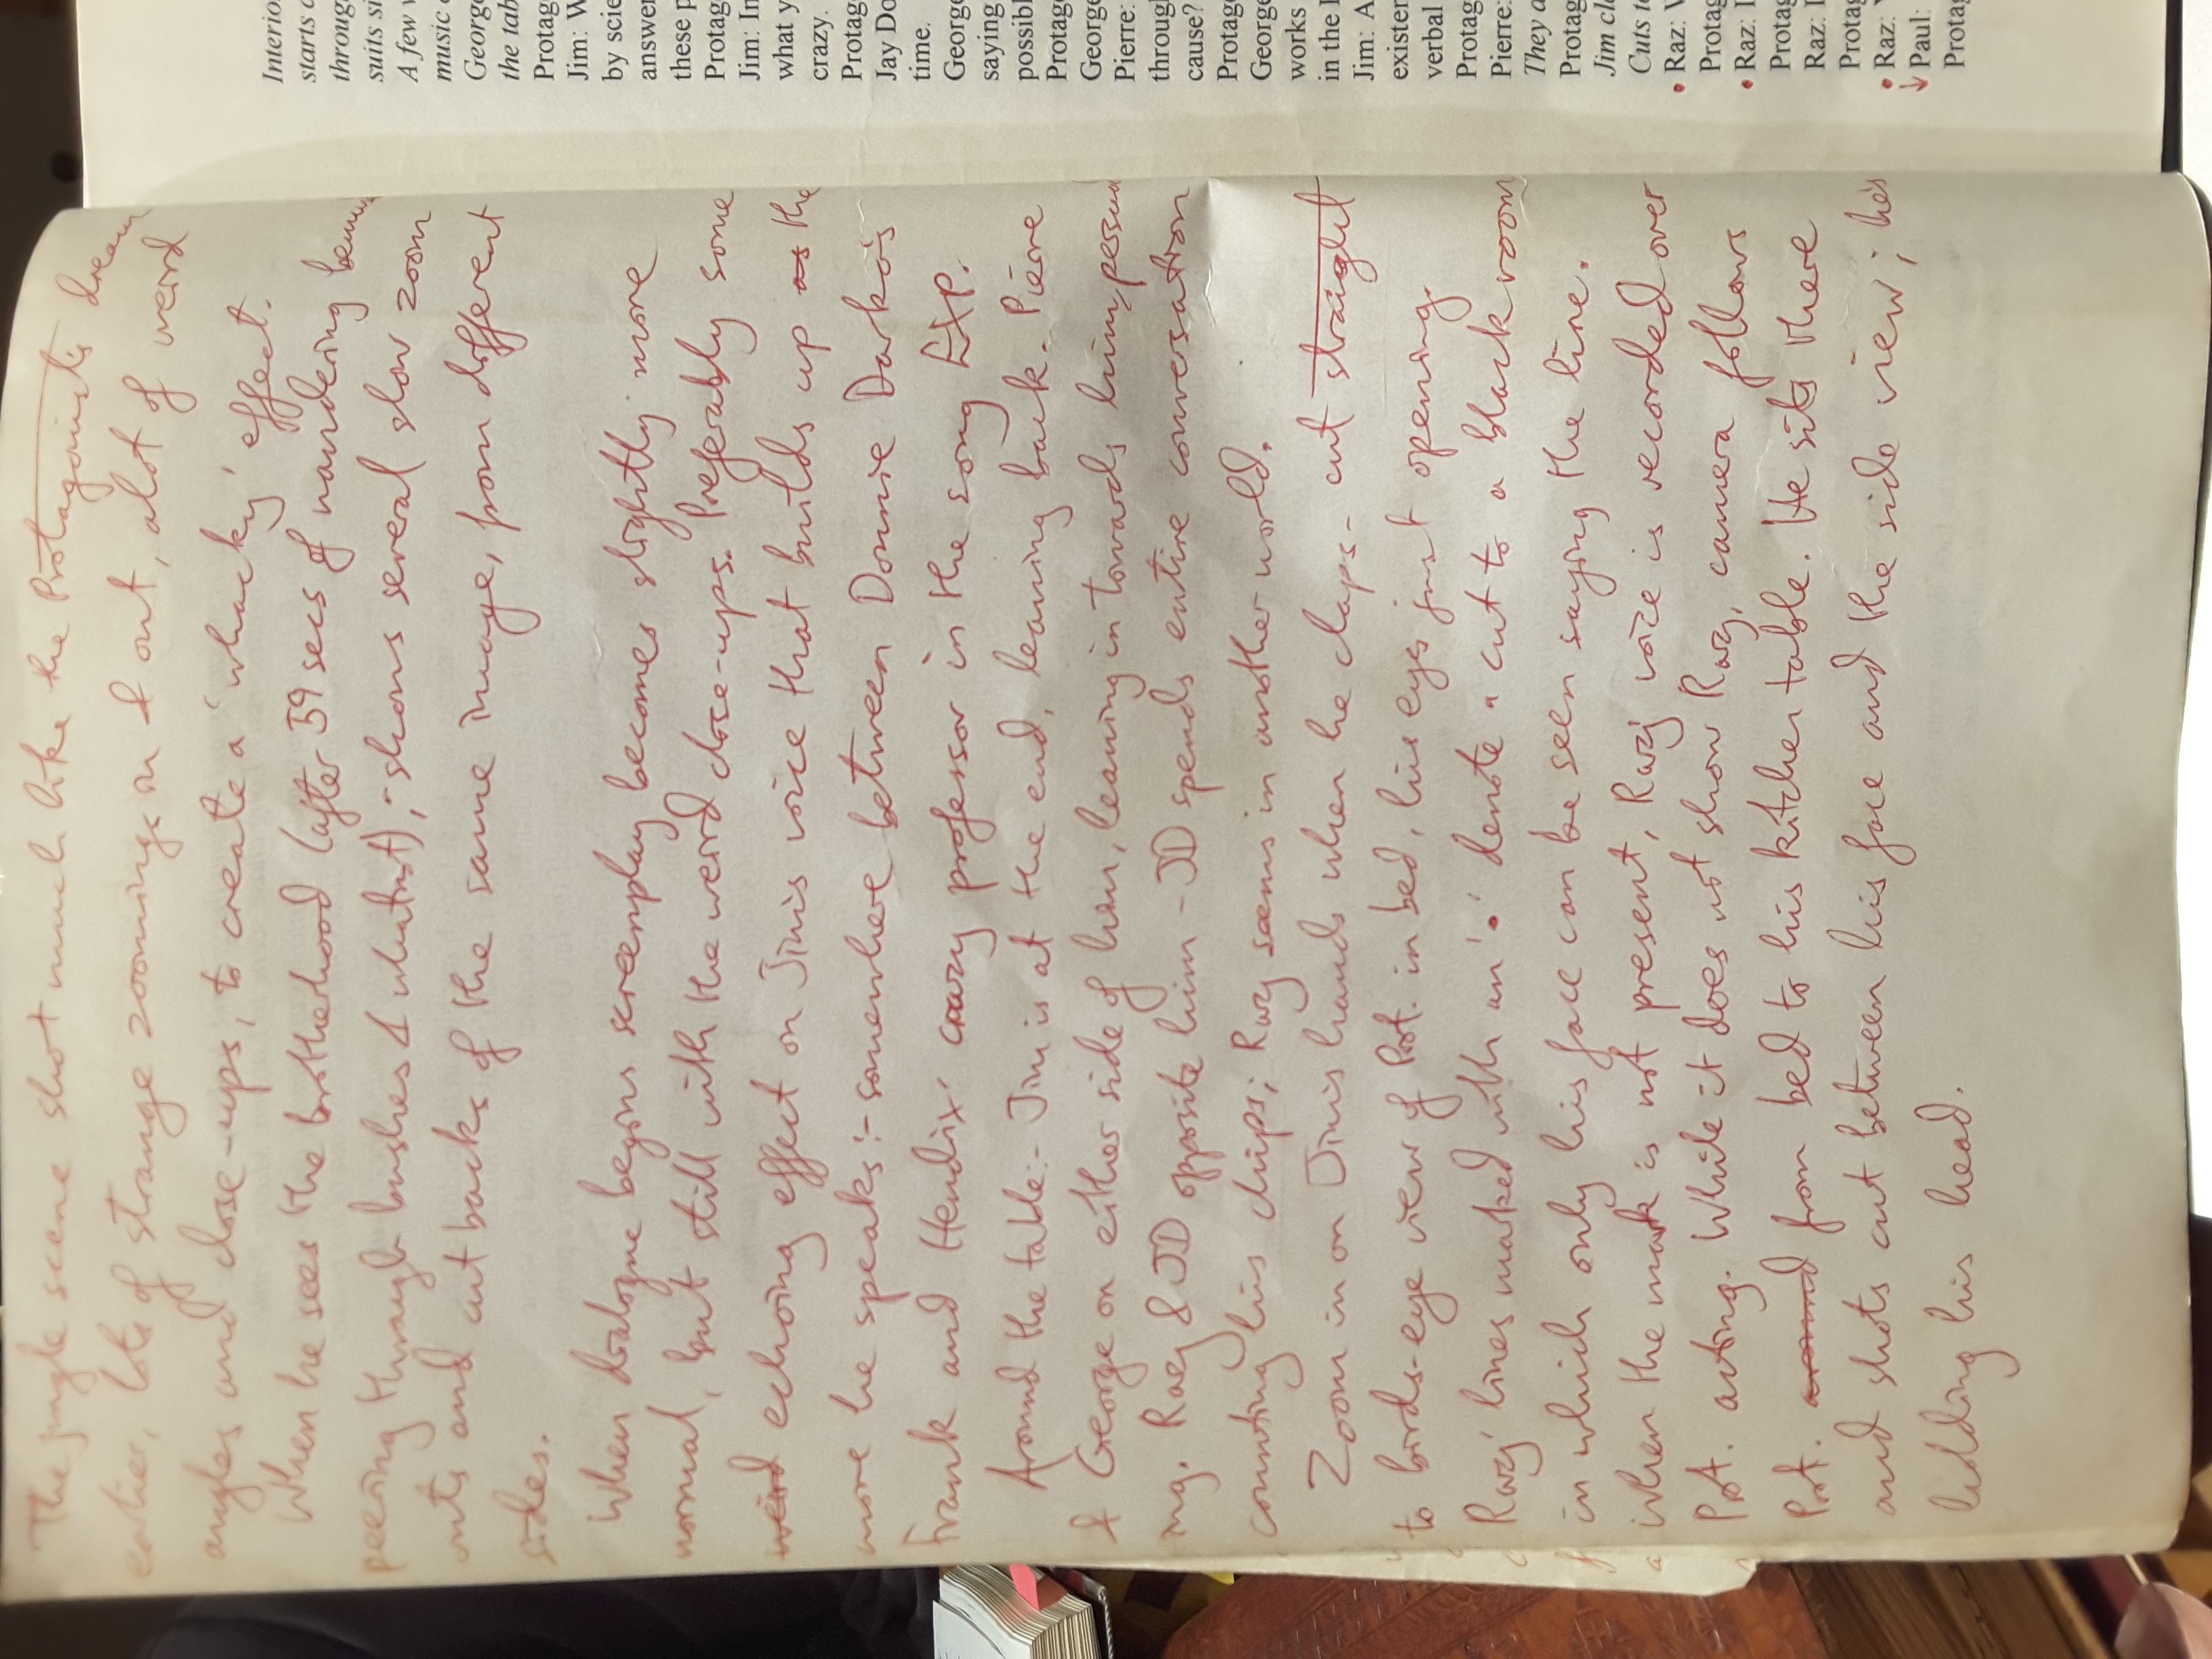 The jungle scene shot much like the Protagonist's dream
earlier, lots of strange zoomings in & out, alot of weird
angles and close-ups, to create a 'whacky' effect.
When he sees the brotherhood (after 59 secs of wandering
peering through bushes & whatnot), :- shows several slow zoom
outs and cut backs of the same image, from different
sides.
When dialogue begins screenplay becomes slightly more
normal, but still with the weird close-ups. Preferably some
weird echoing effect on Jim's voice that builds up as the
more he speaks :- somewhere between Donnie Darko's
Frank and Hendrix' crazy professor in the song EXP.
Around the table:- Jim is at the end, leaning back. Pierre
& George on either side of him, leaning in towards him, persuad
ing. Raz & JD opposite him - JD spends entire conversation
counting his chips; Raz seems in another world.
Zoom in on Jim's hands when he claps - cut straight
to birds-eye view of Prot. in bed, his eyes just opening.
Raz' lines marked with an '•' denote a cut to a black room
in which only his face can be seen saying the line.
When the mark is not present, Raz' voice is recorded over
Prot. acting. While it does not show Raz, camera follows
Prot. around from bed to his kitchen table. He sits there
and shots cut between his face and the side view; he's
holding his head.
Interio
starts
through
suits si
A few
music
George
the tab
Protag
Jim: W
by scie
answer
these p
Protag
Jim: In
what y
crazy.
Protag
Jay Do
time.
George
saying
possibl
Protag
George
Pierre:
through
cause?
Protag
George
works
in the
Jim: A
existen
verbal
Protag
Pierre:
They
Protag
Jim cl
Cuts t
• Raz:
Protag
• Raz: I
Protag
Raz: I
Protag
• Raz: Y
↓ Paul:
Protag